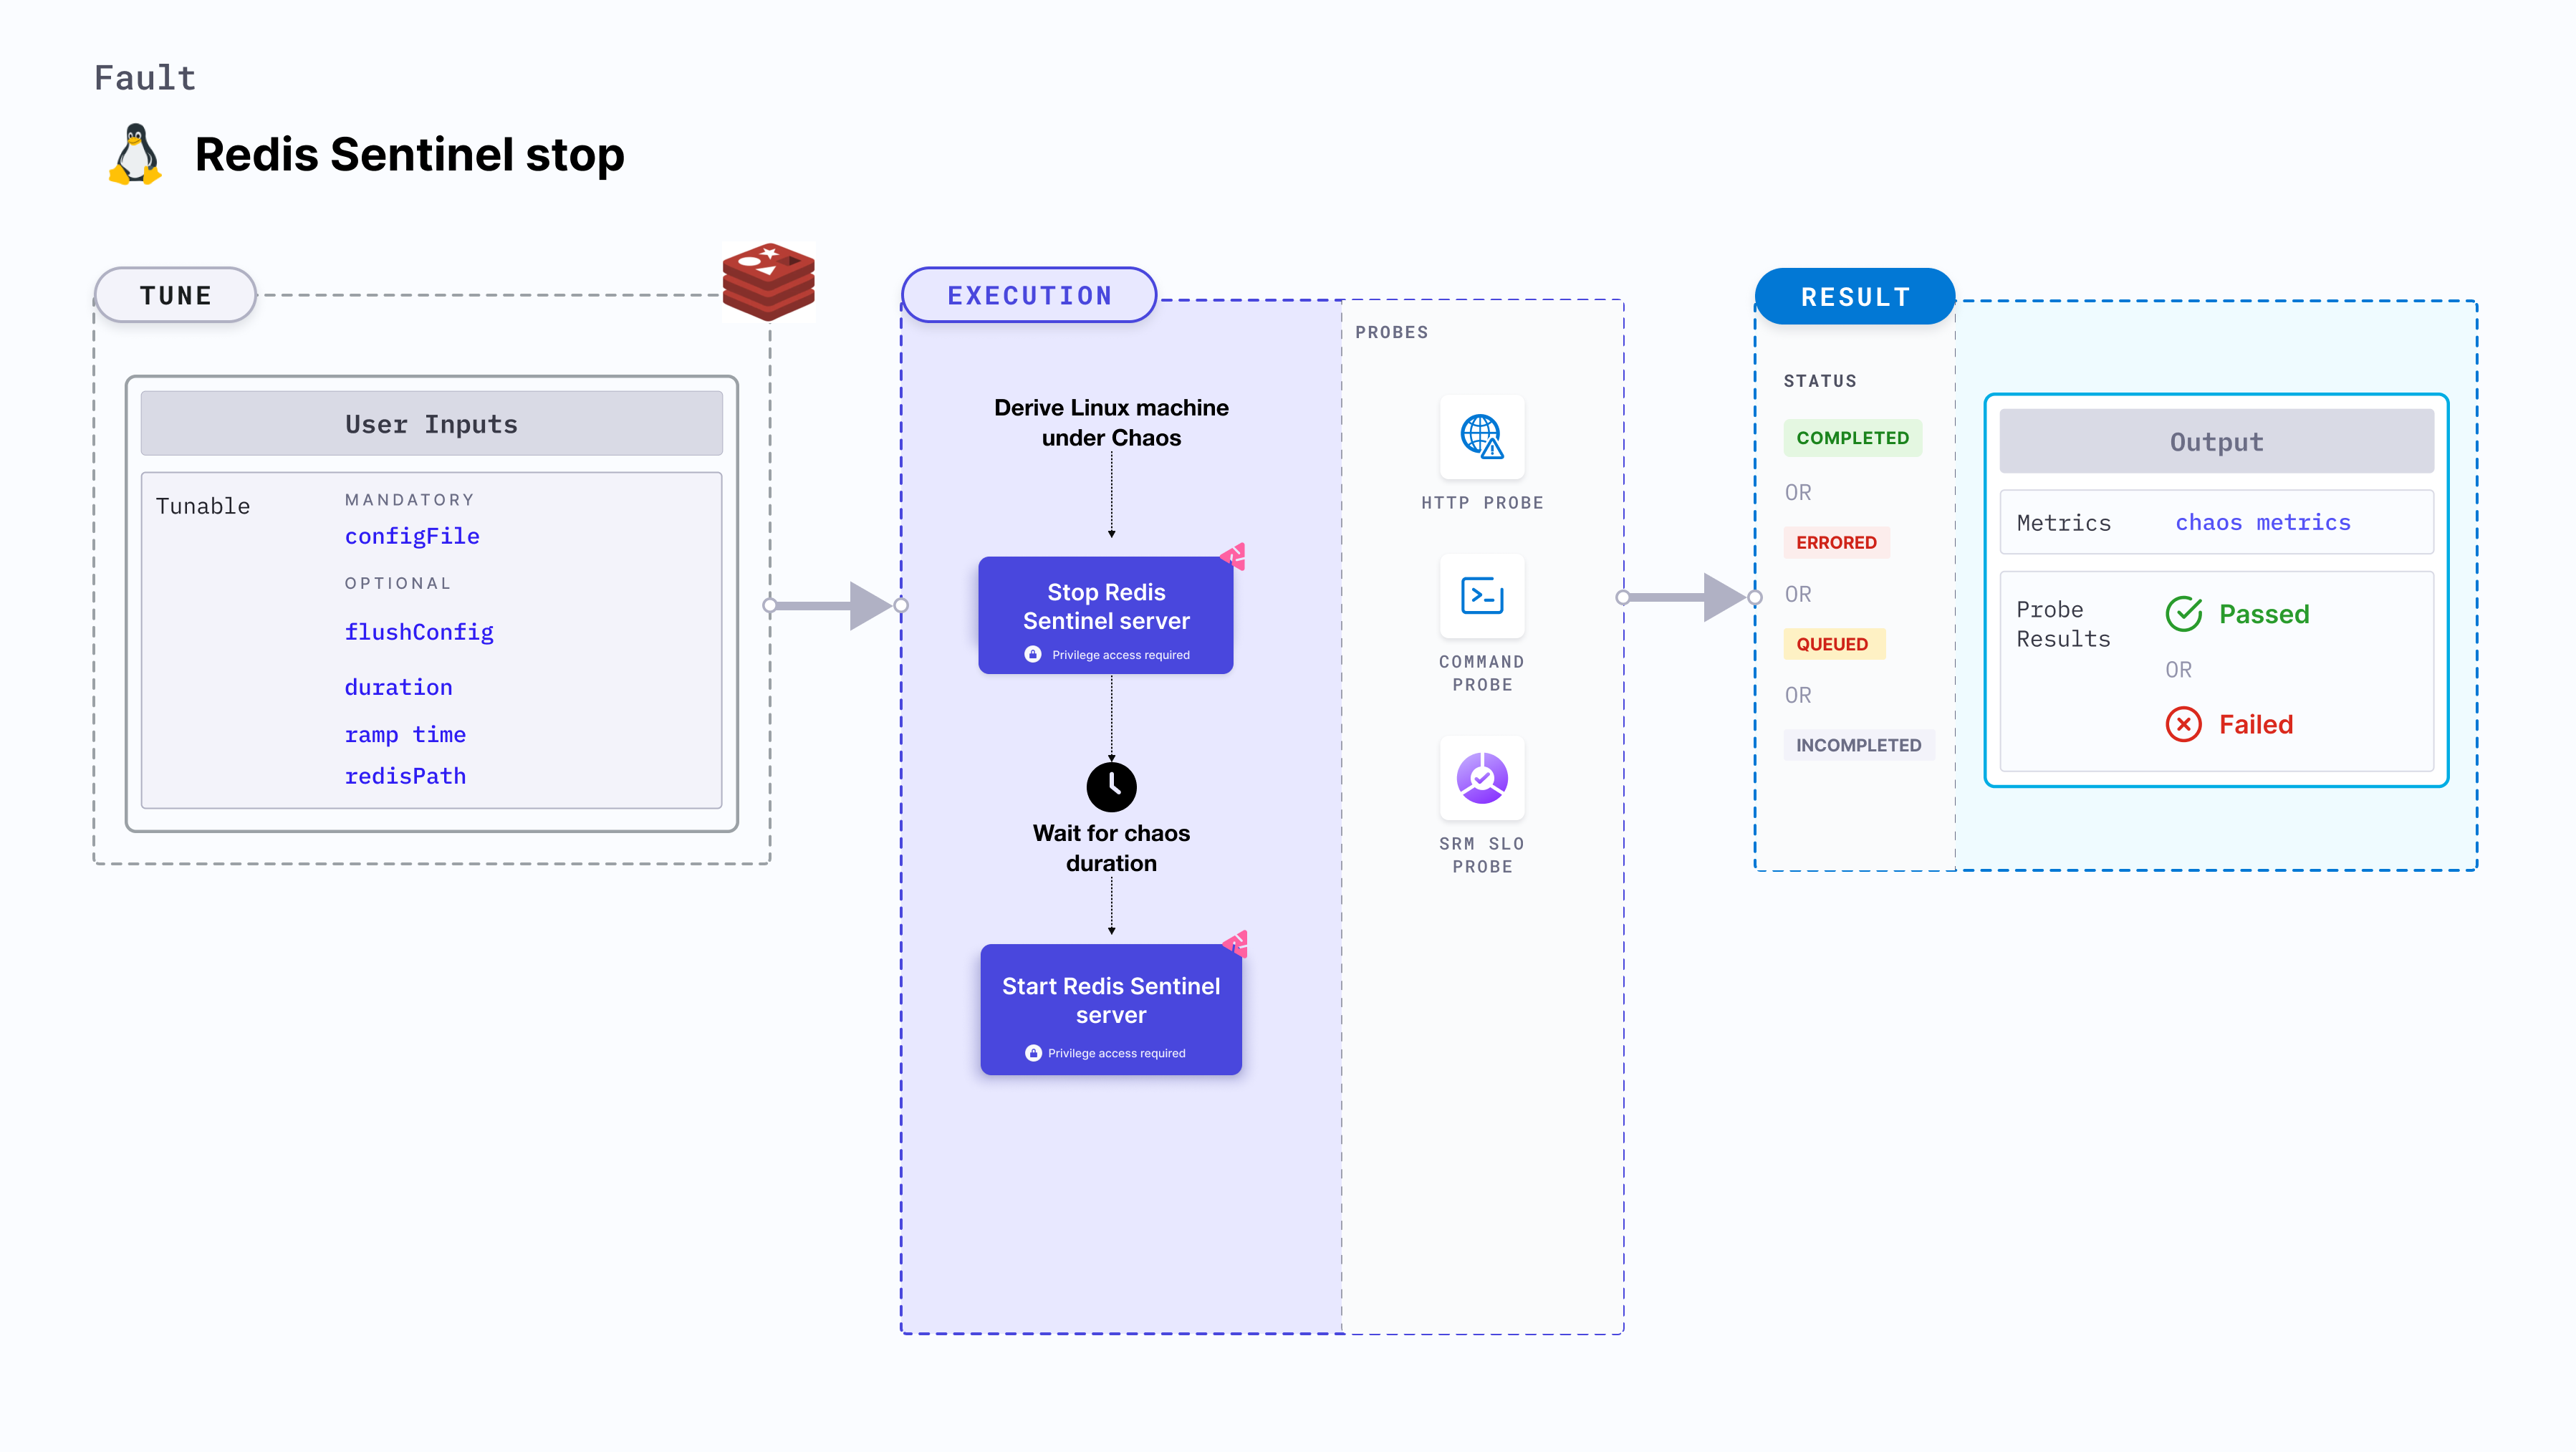 Fault
Redis Sentinel stop
TUNE
User Inputs
Tunable
MANDATORY
configFile
OPTIONAL
flushConfig
duration
ramp time
redisPath
EXECUTION
Derive Linux machine
under Chaos
Stop Redis
Sentinel server
Privilege access required
Wait for chaos
duration
Start Redis Sentinel
server
Privilege access required
PROBES
HTTP PROBE
COMMAND
PROBE
SRM SLO
PROBE
RESULT
STATUS
COMPLETED
OR
ERRORED
OR
QUEUED
OR
INCOMPLETED
Output
Metrics
chaos metrics
Probe
Results
Passed
OR
Failed